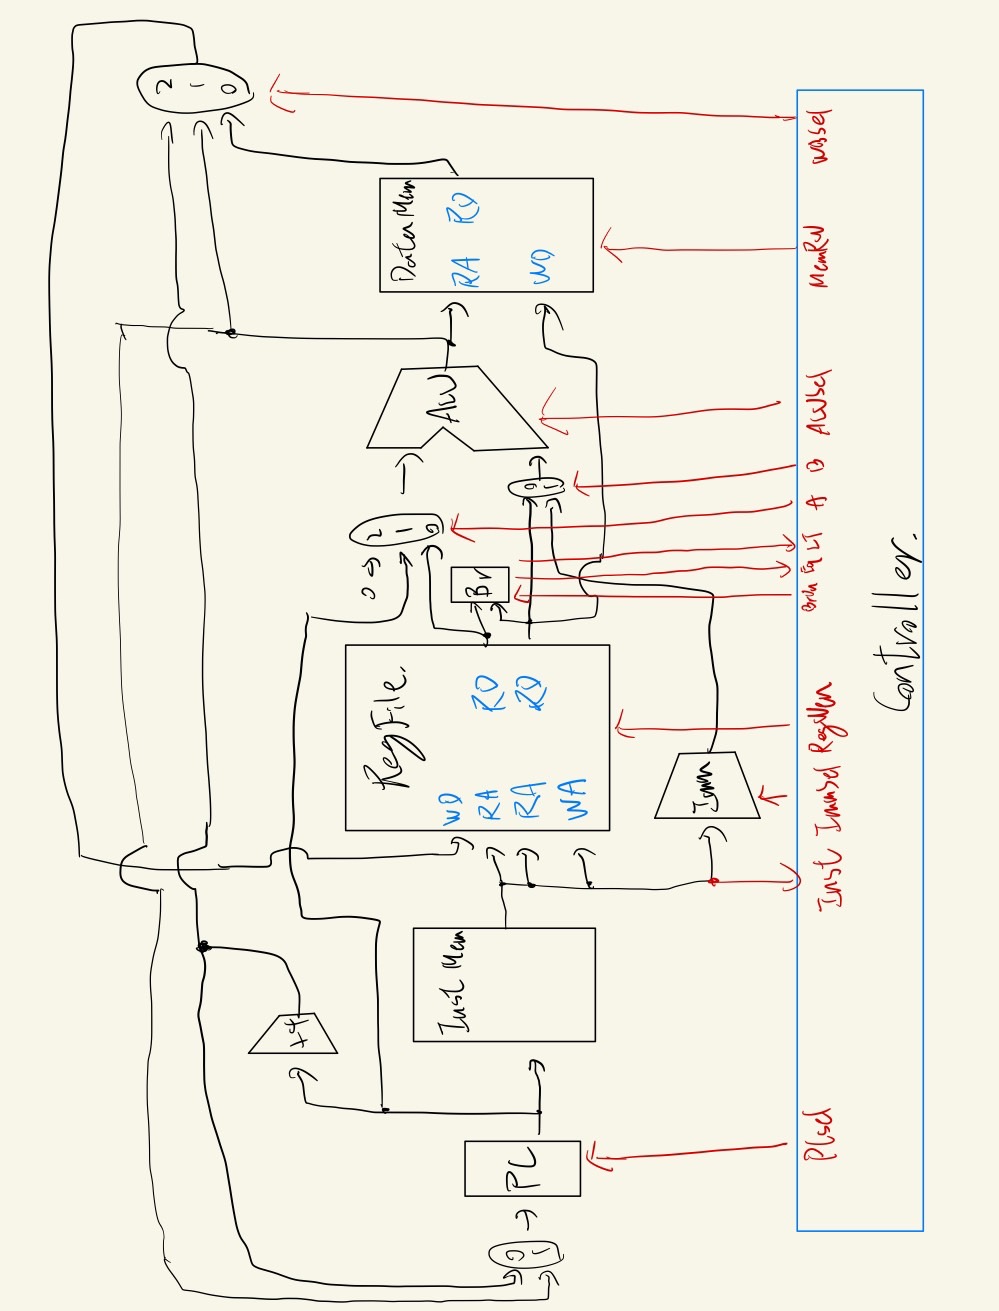 2
1
0
+4
RegFile.
0
2
1
0
Inst Mem
PC
0
1
WD
RA
RA
WA
RD
RD
Br
ALU
0
1
DataMem
RA RD
WD
Imm
PCsel
Inst
Immsel
RegWen
BrUn
Eq
LT
A
B
ALUsel
MemRW
WBsel
Controller.